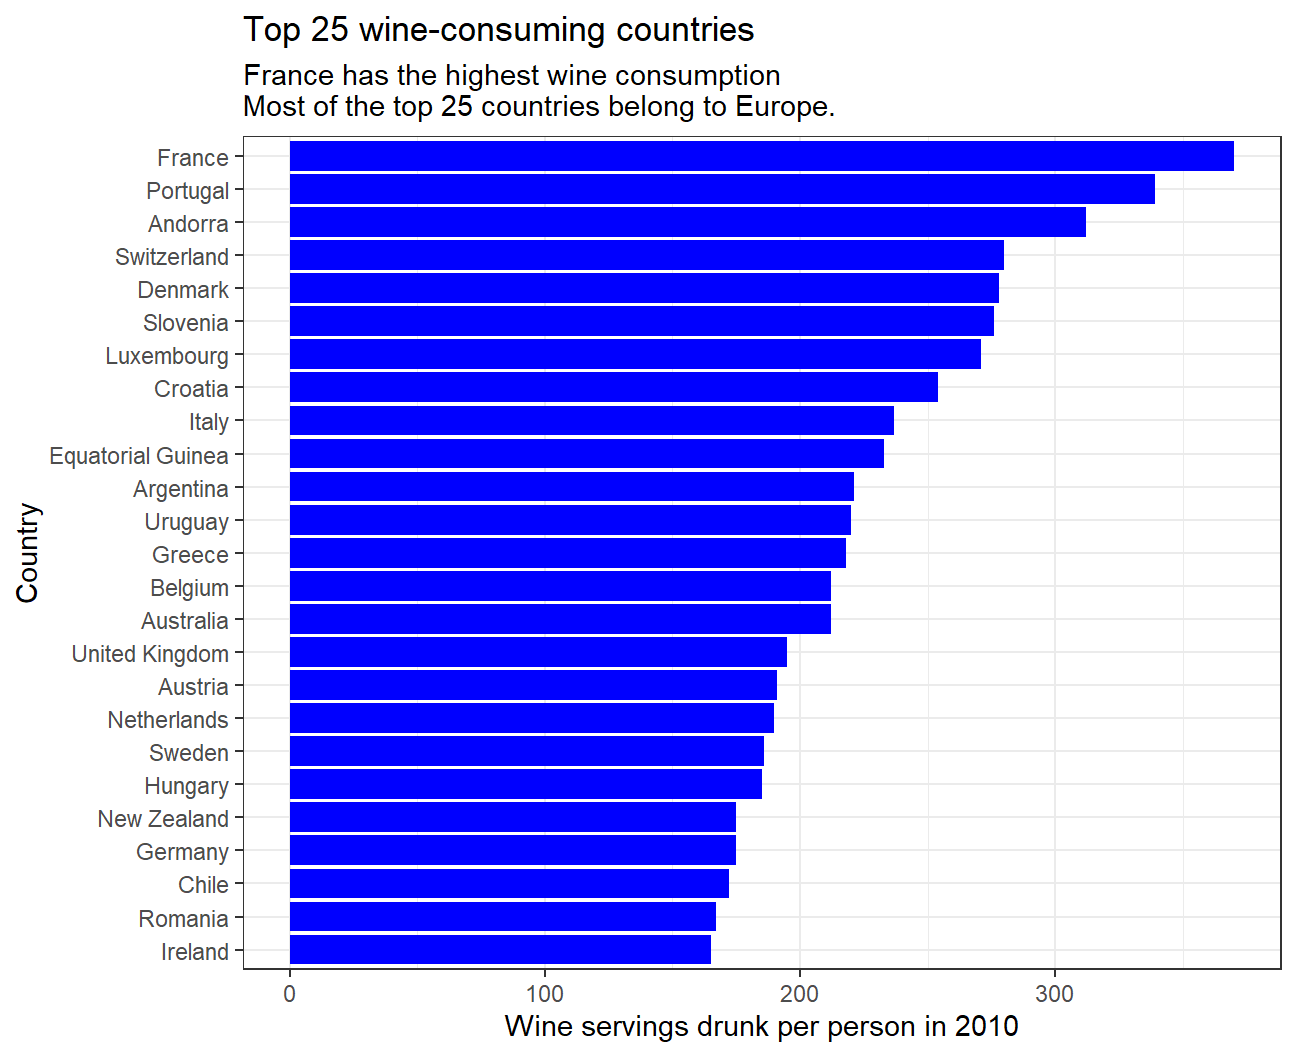 Top 25 wine-consuming countries
France has the highest wine consumption
Most of the top 25 countries belong to Europe.
France
Portugal
Andorra
Switzerland
Denmark
Slovenia
Luxembourg
Croatia
Italy
Equatorial Guinea
Argentina
Uruguay
Greece
Belgium
Australia
United Kingdom
Austria
Netherlands
Sweden
Hungary
New Zealand
Germany
Chile
Romania
Ireland
Country
0 100 200 300
Wine servings drunk per person in 2010